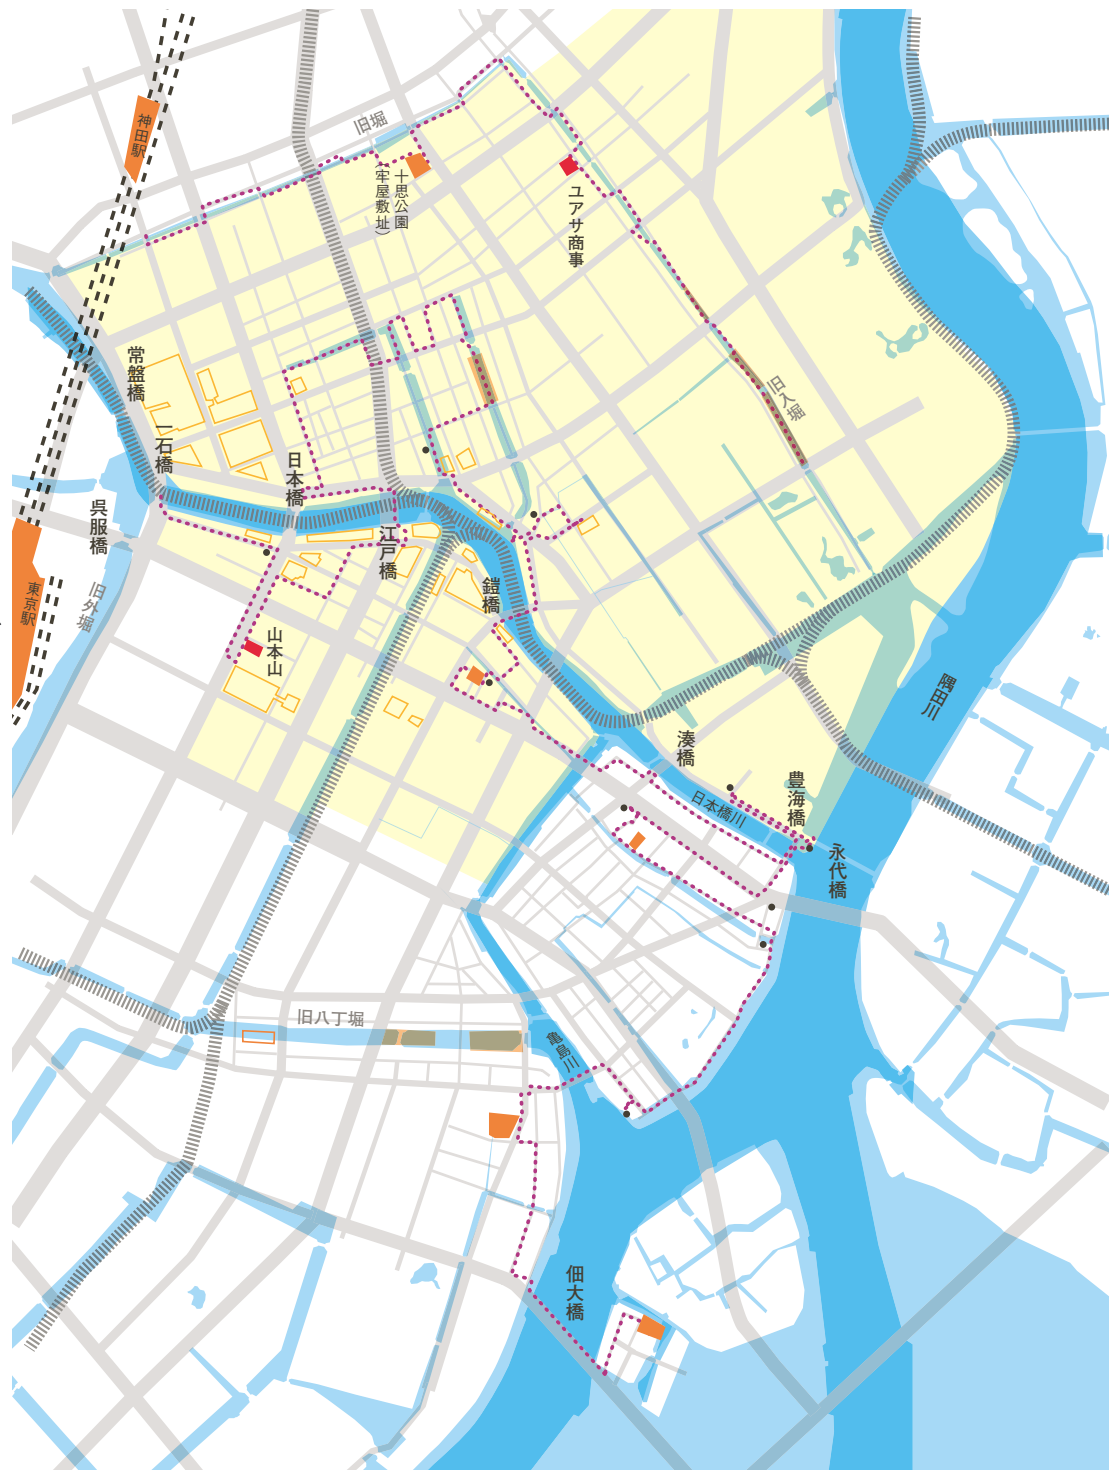 神田駅
旧堀
十思公園
（牢屋敷址）
ユアサ商事
常盤橋
一石橋
日本橋
旧入堀
呉服橋
江戸橋
旧外堀
東京駅
鎧橋
山本山
隅田川
湊橋
豊海橋
日本橋川
永代橋
旧八丁堀
亀島川
佃大橋